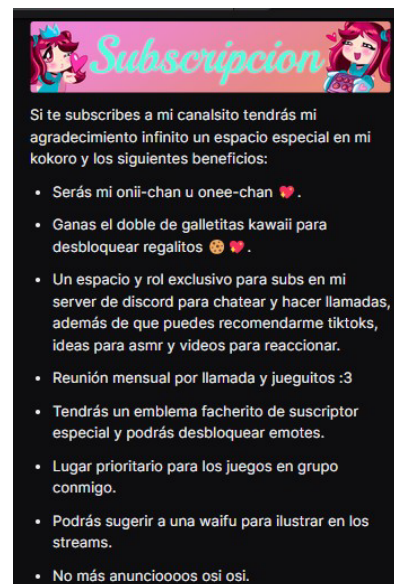 Subscripcion
Si te subscribes a mi canalsito tendrás mi
agradecimiento infinito un espacio especial en mi
kokoro y los siguientes beneficios:
• Serás mi onii-chan u onee-chan 💖.
• Ganas el doble de galletitas kawaii para
desbloquear regalitos 🍪💖.
• Un espacio y rol exclusivo para subs en mi
server de discord para chatear y hacer llamadas,
además de que puedes recomendarme tiktoks,
ideas para asmr y videos para reaccionar.
• Reunión mensual por llamada y jueguitos :3
• Tendrás un emblema facherito de suscriptor
especial y podrás desbloquear emotes.
• Lugar prioritario para los juegos en grupo
conmigo.
• Podrás sugerir a una waifu para ilustrar en los
streams.
• No más anuncioooos osi osi.